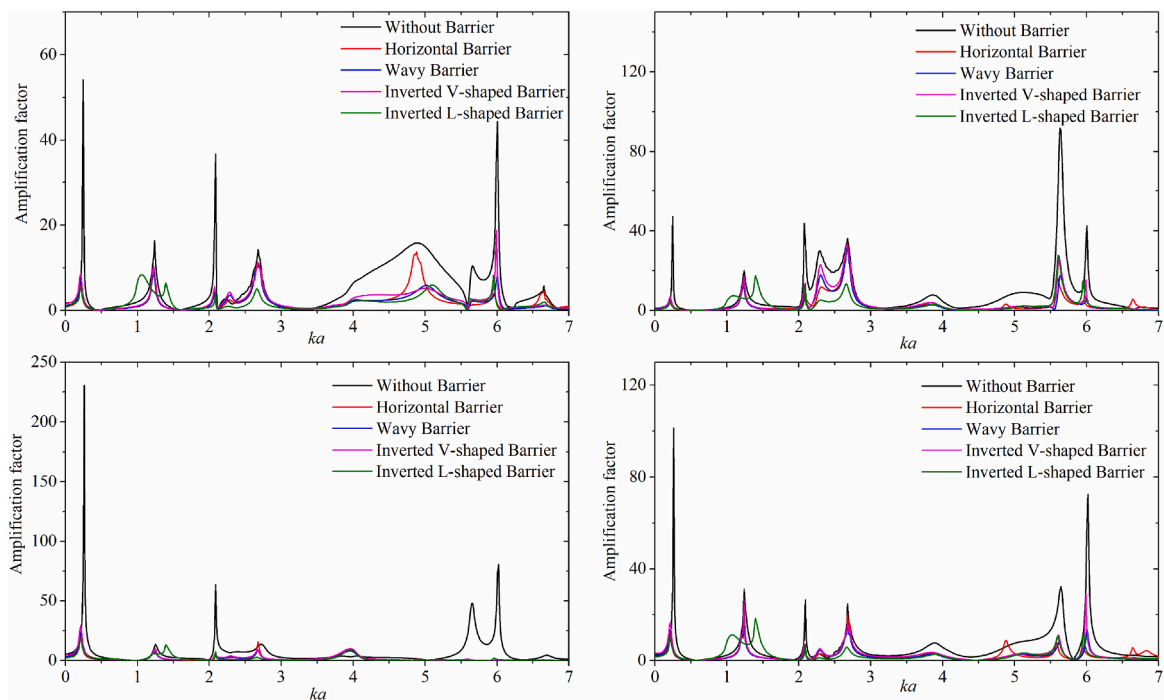 Amplification factor
60
40
20
0
Without Barrier
Horizontal Barrier
Wavy Barrier
Inverted V-shaped Barrier
Inverted L-shaped Barrier
0 1 2 3 4 5 6 7
ka
Amplification factor
120
80
40
0
Without Barrier
Horizontal Barrier
Wavy Barrier
Inverted V-shaped Barrier
Inverted L-shaped Barrier
0 1 2 3 4 5 6 7
ka
Amplification factor
250
200
150
100
50
0
Without Barrier
Horizontal Barrier
Wavy Barrier
Inverted V-shaped Barrier
Inverted L-shaped Barrier
0 1 2 3 4 5 6 7
ka
Amplification factor
120
80
40
0
Without Barrier
Horizontal Barrier
Wavy Barrier
Inverted V-shaped Barrier
Inverted L-shaped Barrier
0 1 2 3 4 5 6 7
ka